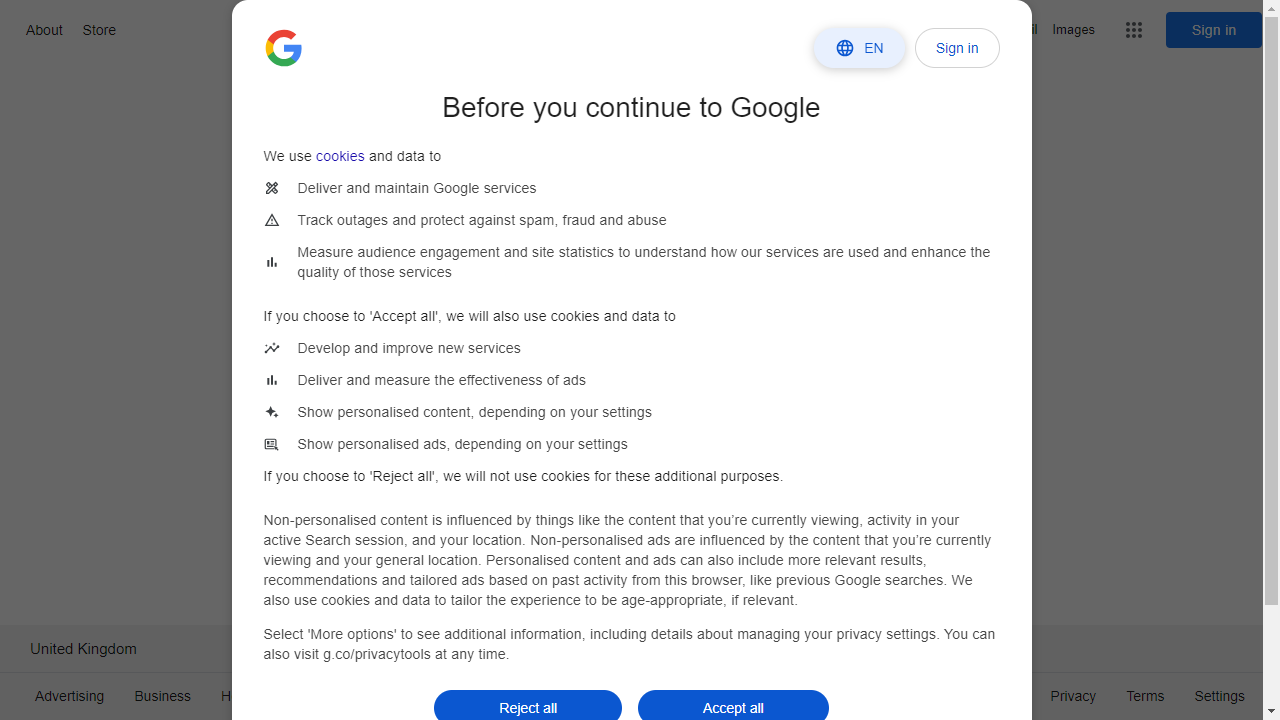 About Store
Images
Sign in
EN
Sign in
Before you continue to Google
We use cookies and data to
Deliver and maintain Google services
Track outages and protect against spam, fraud and abuse
Measure audience engagement and site statistics to understand how our services are used and enhance the
quality of those services
If you choose to 'Accept all', we will also use cookies and data to
Develop and improve new services
Deliver and measure the effectiveness of ads
Show personalised content, depending on your settings
Show personalised ads, depending on your settings
If you choose to 'Reject all', we will not use cookies for these additional purposes.
Non-personalised content is influenced by things like the content that you’re currently viewing, activity in your
active Search session, and your location. Non-personalised ads are influenced by the content that you’re currently
viewing and your general location. Personalised content and ads can also include more relevant results,
recommendations and tailored ads based on past activity from this browser, like previous Google searches. We
also use cookies and data to tailor the experience to be age-appropriate, if relevant.
Select 'More options' to see additional information, including details about managing your privacy settings. You can
also visit g.co/privacytools at any time.
Reject all Accept all
United Kingdom
Advertising Business
Privacy Terms Settings